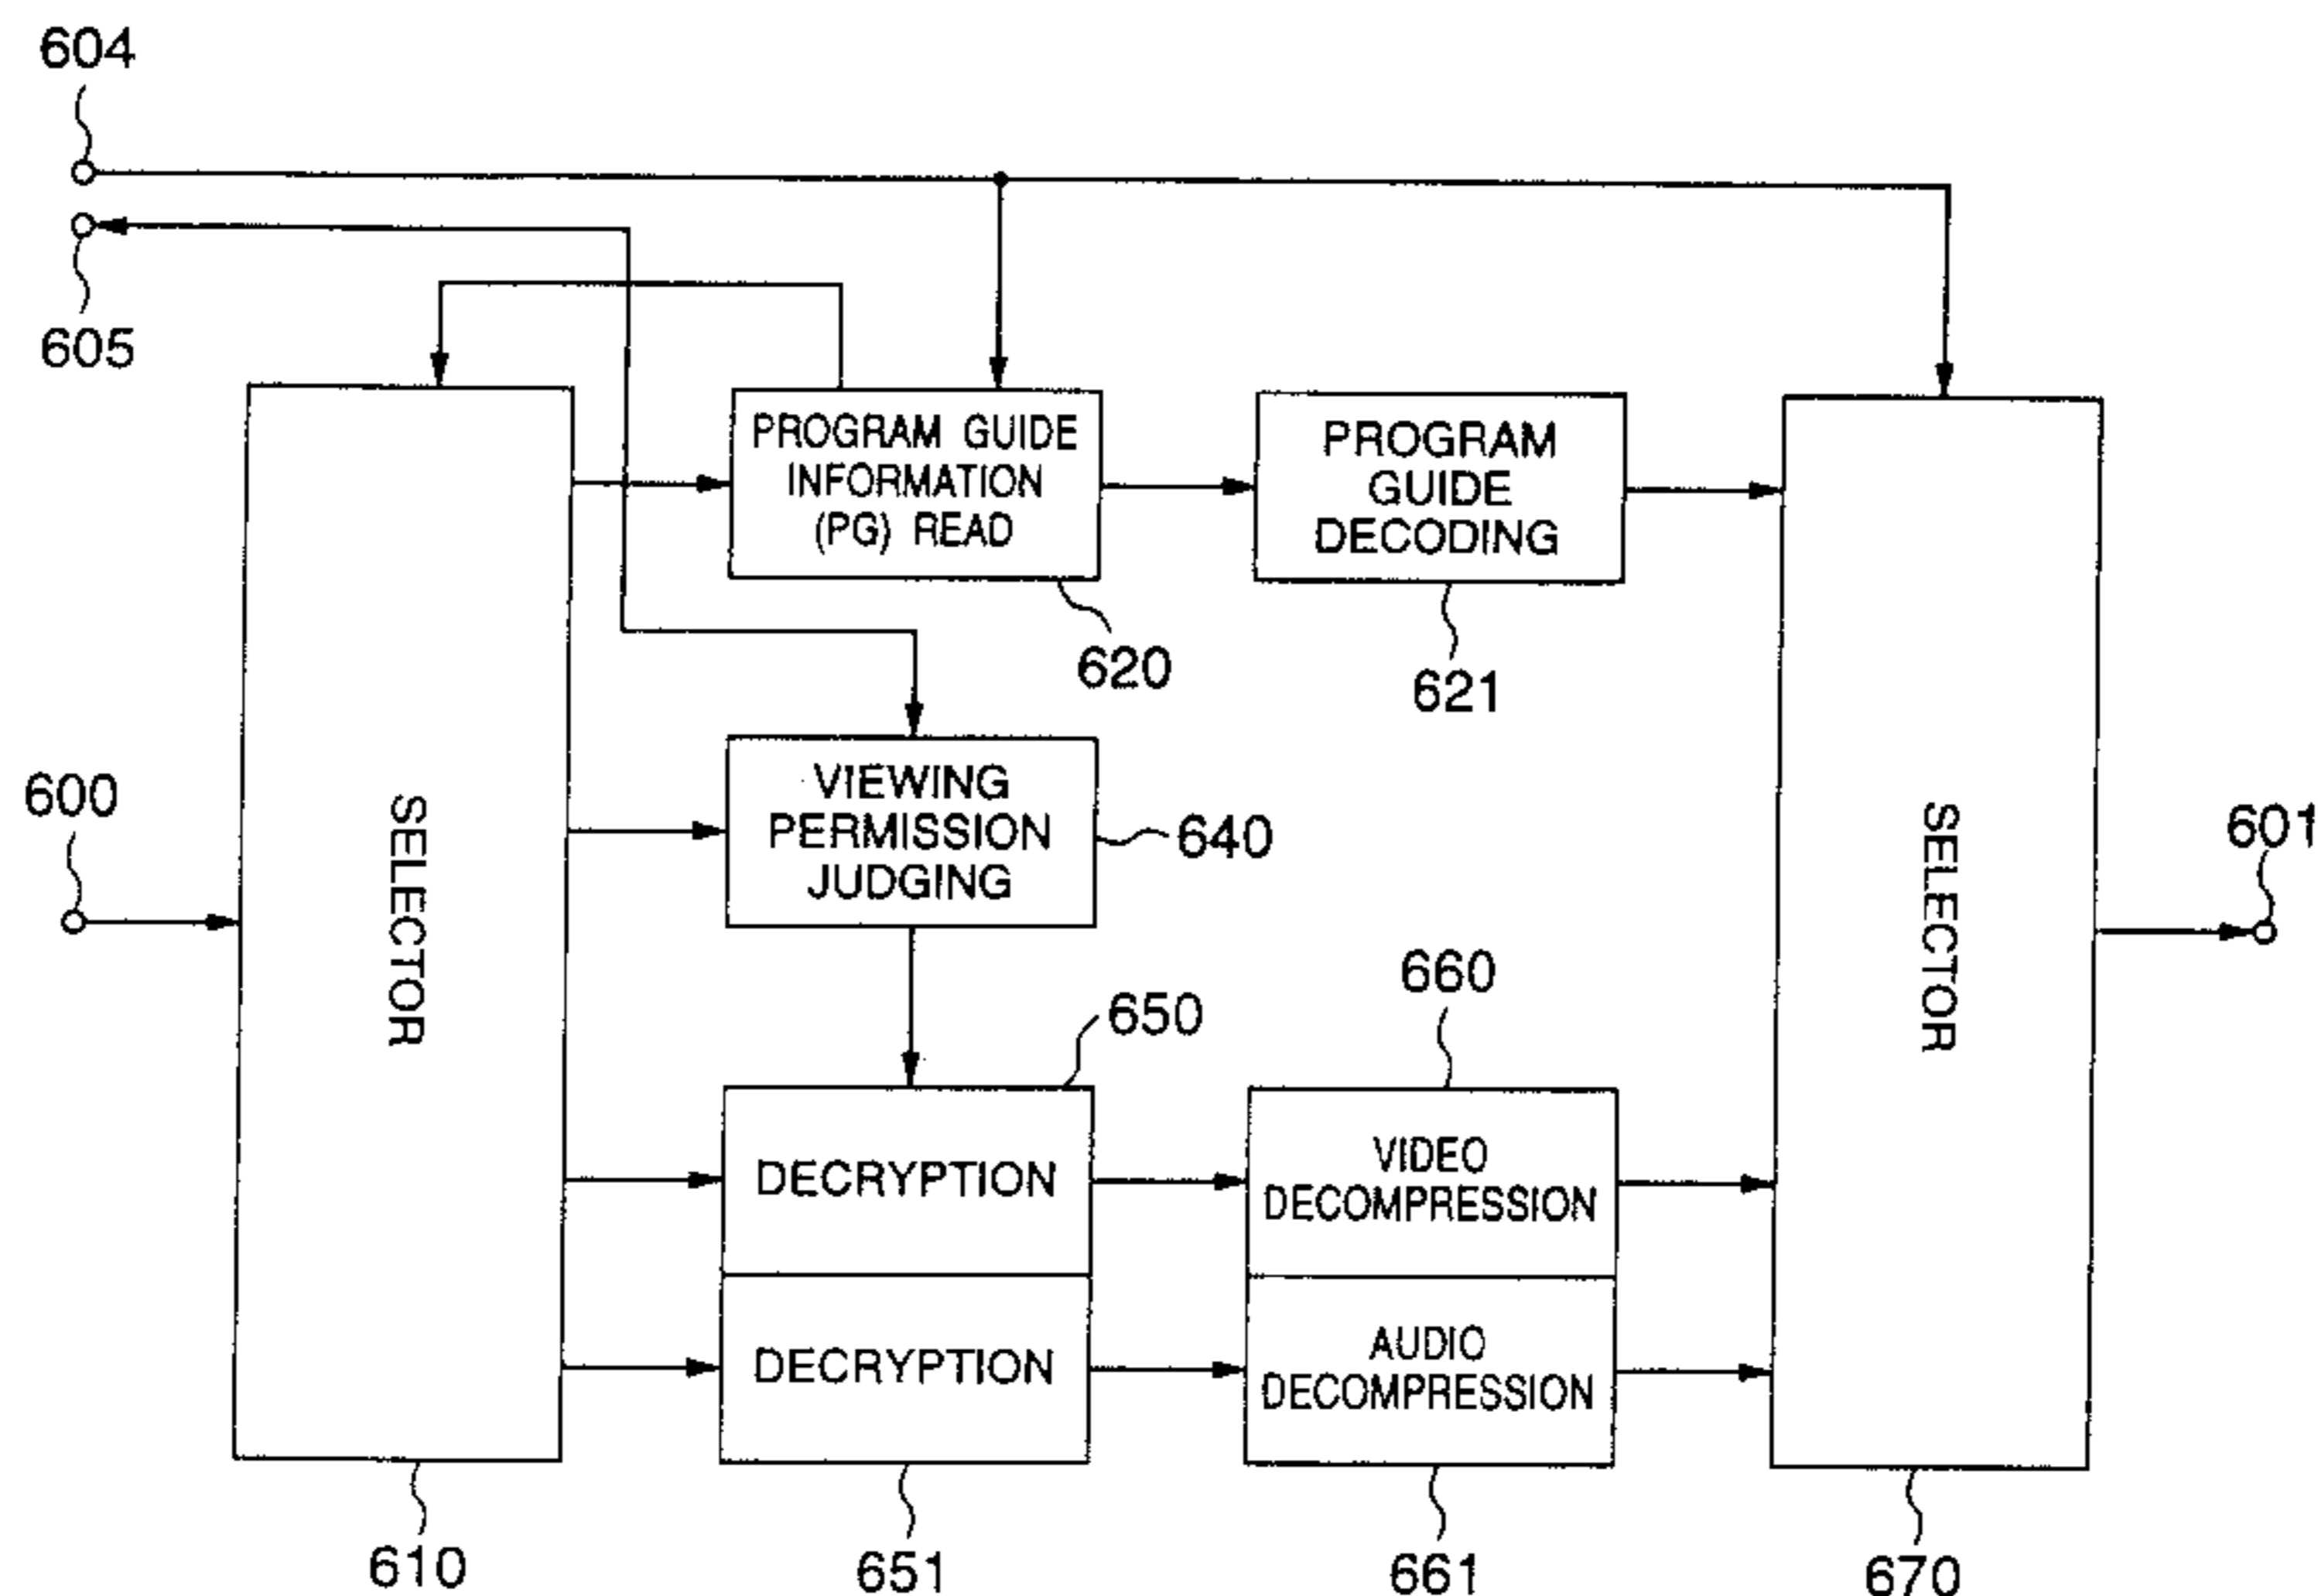 604
605
PROGRAM GUIDE
INFORMATION
(PG) READ
620
PROGRAM
GUIDE
DECODING
621
600
SELECTOR
610
VIEWING
PERMISSION
JUDGING
640
650
DECRYPTION
DECRYPTION
651
660
VIDEO
DECOMPRESSION
AUDIO
DECOMPRESSION
661
SELECTOR
670
601